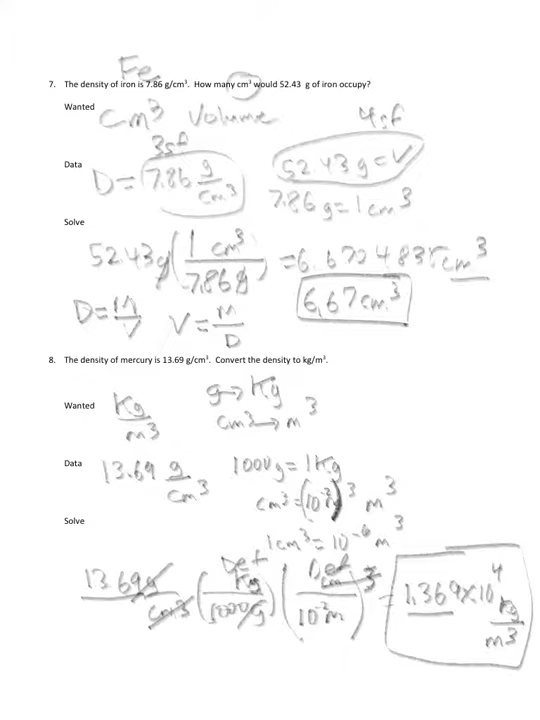 Fe
7. The density of iron is 7.86 g/cm³. How many cm³ would 52.43 g of iron occupy?
Wanted
cm³ Volume
4sf
3sf
Data
D = 7.86 g/cm³
52.43 g = V
7.86 g = 1 cm³
Solve
52.43 g (1 cm³/7.86 g) = 6.670483 cm³
6.67 cm³
D = M/V V = M/D
8. The density of mercury is 13.69 g/cm³. Convert the density to kg/m³.
Wanted
Kg/m³
g → Kg
cm³ → m³
Data
13.69 g/cm³
1000 g = 1 Kg
cm³ = (10⁻²)³ m³
Solve
1 cm³ = 10⁻⁶ m³
Def Def
13.69 g/cm³ (Kg/1000 g) (cm/10⁻² m)³ = 1.369 × 10⁴ Kg/m³